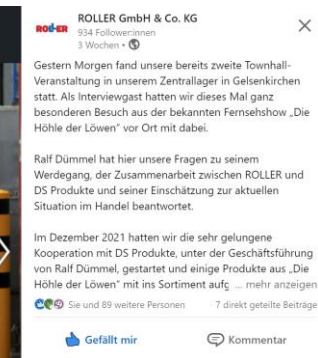 ROLLER
ROLLER GmbH & Co. KG
934 Follower:innen
3 Wochen •
Gestern Morgen fand unsere bereits zweite Townhall-
Veranstaltung in unserem Zentrallager in Gelsenkirchen
statt. Als Interviewgast hatten wir dieses Mal ganz
besonderen Besuch aus der bekannten Fernsehshow „Die
Höhle der Löwen“ vor Ort mit dabei.
Ralf Dümmel hat hier unsere Fragen zu seinem
Werdegang, der Zusammenarbeit zwischen ROLLER und
DS Produkte und seiner Einschätzung zur aktuellen
Situation im Handel beantwortet.
Im Dezember 2021 hatten wir die sehr gelungene
Kooperation mit DS Produkte, unter der Geschäftsführung
von Ralf Dümmel, gestartet und einige Produkte aus „Die
Höhle der Löwen“ mit ins Sortiment aufg ... mehr anzeigen
Sie und 89 weitere Personen · 7 direkt geteilte Beiträge
Gefällt mir Kommentar